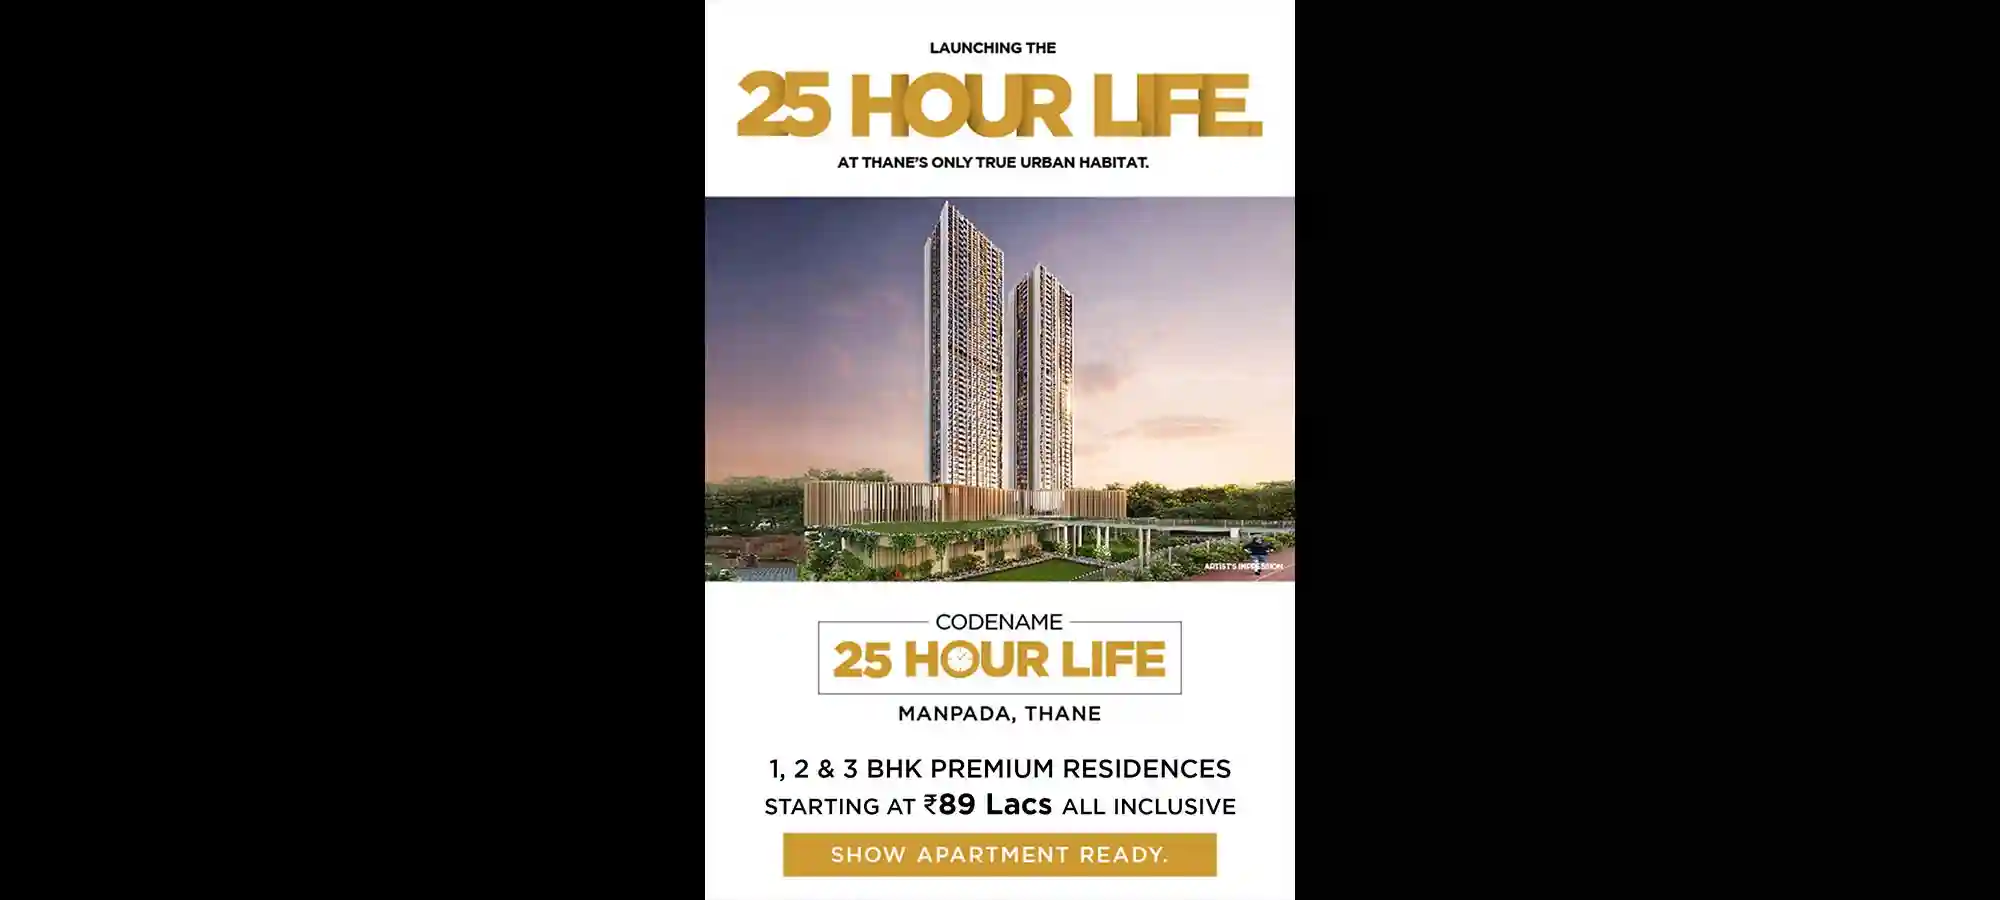 LAUNCHING THE
25 HOUR LIFE.
AT THANE'S ONLY TRUE URBAN HABITAT.
ARTIST'S IMPRESSION
CODENAME
25 HOUR LIFE
MANPADA, THANE
1, 2 & 3 BHK PREMIUM RESIDENCES
STARTING AT ₹89 Lacs ALL INCLUSIVE
SHOW APARTMENT READY.